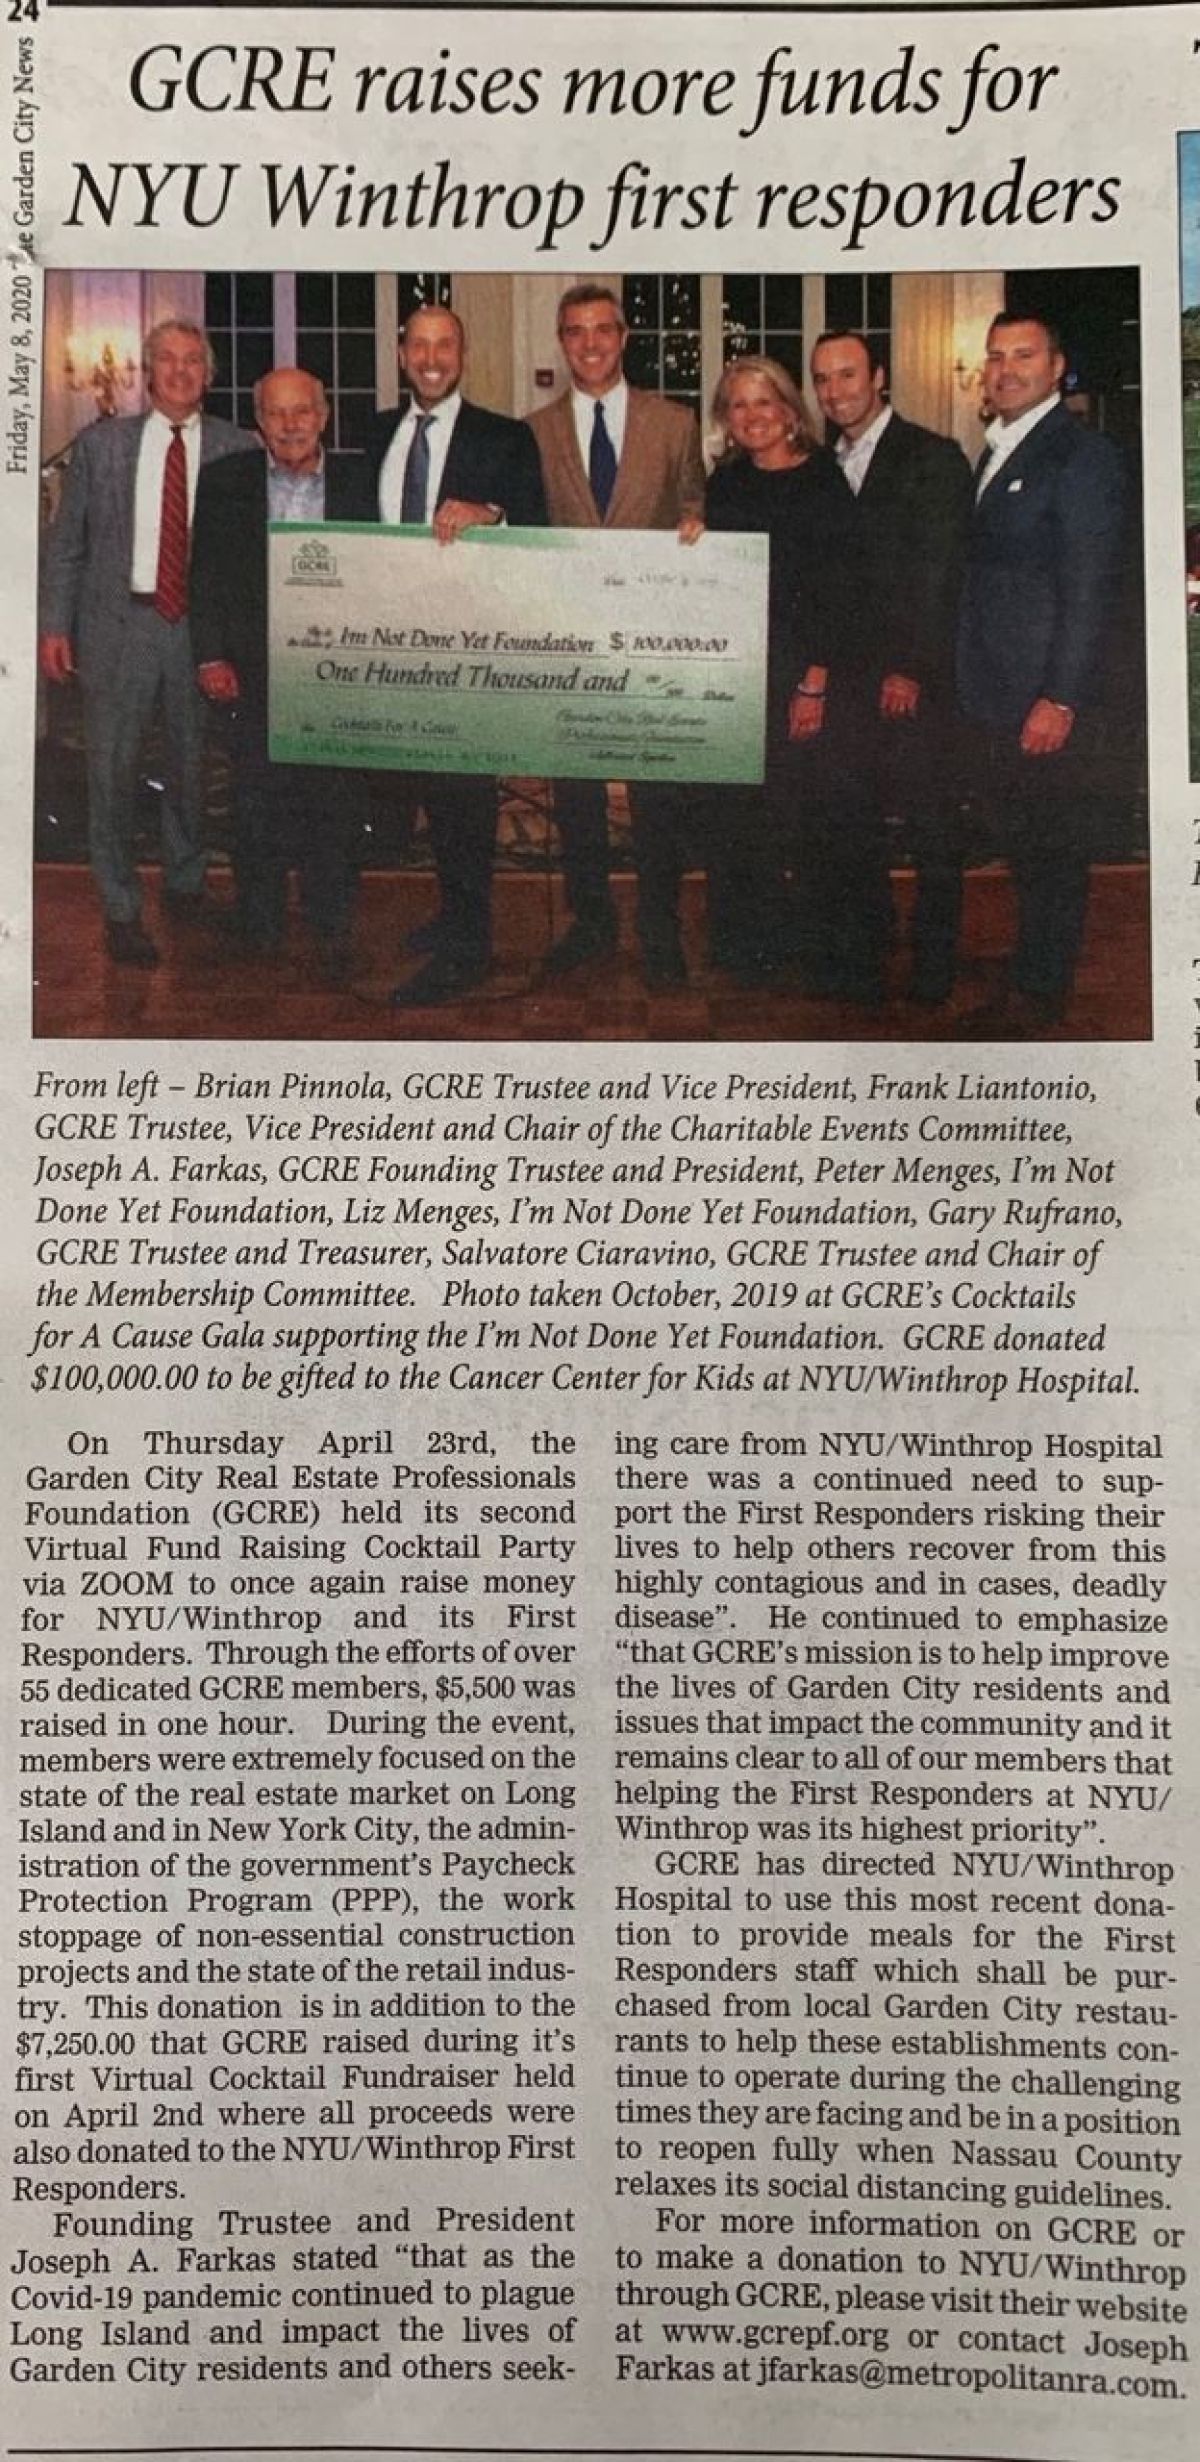 24
Friday, May 8, 2020 The Garden City News
GCRE raises more funds for
NYU Winthrop first responders
GCRE
Im Not Done Yet Foundation $ 100,000.00
One Hundred Thousand and
Cocktails For A Cause
From left – Brian Pinnola, GCRE Trustee and Vice President, Frank Liantonio,
GCRE Trustee, Vice President and Chair of the Charitable Events Committee,
Joseph A. Farkas, GCRE Founding Trustee and President, Peter Menges, I'm Not
Done Yet Foundation, Liz Menges, I'm Not Done Yet Foundation, Gary Rufrano,
GCRE Trustee and Treasurer, Salvatore Ciaravino, GCRE Trustee and Chair of
the Membership Committee.  Photo taken October, 2019 at GCRE's Cocktails
for A Cause Gala supporting the I'm Not Done Yet Foundation.  GCRE donated
$100,000.00 to be gifted to the Cancer Center for Kids at NYU/Winthrop Hospital.
On Thursday April 23rd, the
Garden City Real Estate Professionals
Foundation (GCRE) held its second
Virtual Fund Raising Cocktail Party
via ZOOM to once again raise money
for NYU/Winthrop and its First
Responders. Through the efforts of over
55 dedicated GCRE members, $5,500 was
raised in one hour.  During the event,
members were extremely focused on the
state of the real estate market on Long
Island and in New York City, the admin-
istration of the government's Paycheck
Protection Program (PPP), the work
stoppage of non-essential construction
projects and the state of the retail indus-
try.  This donation  is in addition to the
$7,250.00 that GCRE raised during it's
first Virtual Cocktail Fundraiser held
on April 2nd where all proceeds were
also donated to the NYU/Winthrop First
Responders.
Founding Trustee and President
Joseph A. Farkas stated "that as the
Covid-19 pandemic continued to plague
Long Island and impact the lives of
Garden City residents and others seek-
ing care from NYU/Winthrop Hospital
there was a continued need to sup-
port the First Responders risking their
lives to help others recover from this
highly contagious and in cases, deadly
disease".  He continued to emphasize
"that GCRE's mission is to help improve
the lives of Garden City residents and
issues that impact the community and it
remains clear to all of our members that
helping the First Responders at NYU/
Winthrop was its highest priority".
GCRE has directed NYU/Winthrop
Hospital to use this most recent dona-
tion to provide meals for the First
Responders staff which shall be pur-
chased from local Garden City restau-
rants to help these establishments con-
tinue to operate during the challenging
times they are facing and be in a position
to reopen fully when Nassau County
relaxes its social distancing guidelines.
For more information on GCRE or
to make a donation to NYU/Winthrop
through GCRE, please visit their website
at www.gcrepf.org or contact Joseph
Farkas at jfarkas@metropolitanra.com.